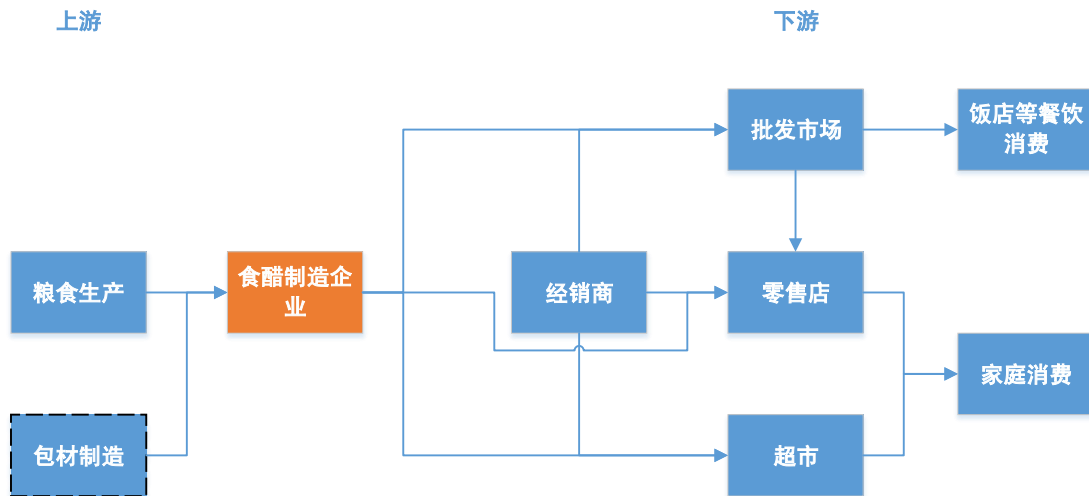 上游
下游
批发市场
饭店等餐饮
消费
粮食生产
食醋制造企
业
经销商
零售店
家庭消费
包材制造
超市